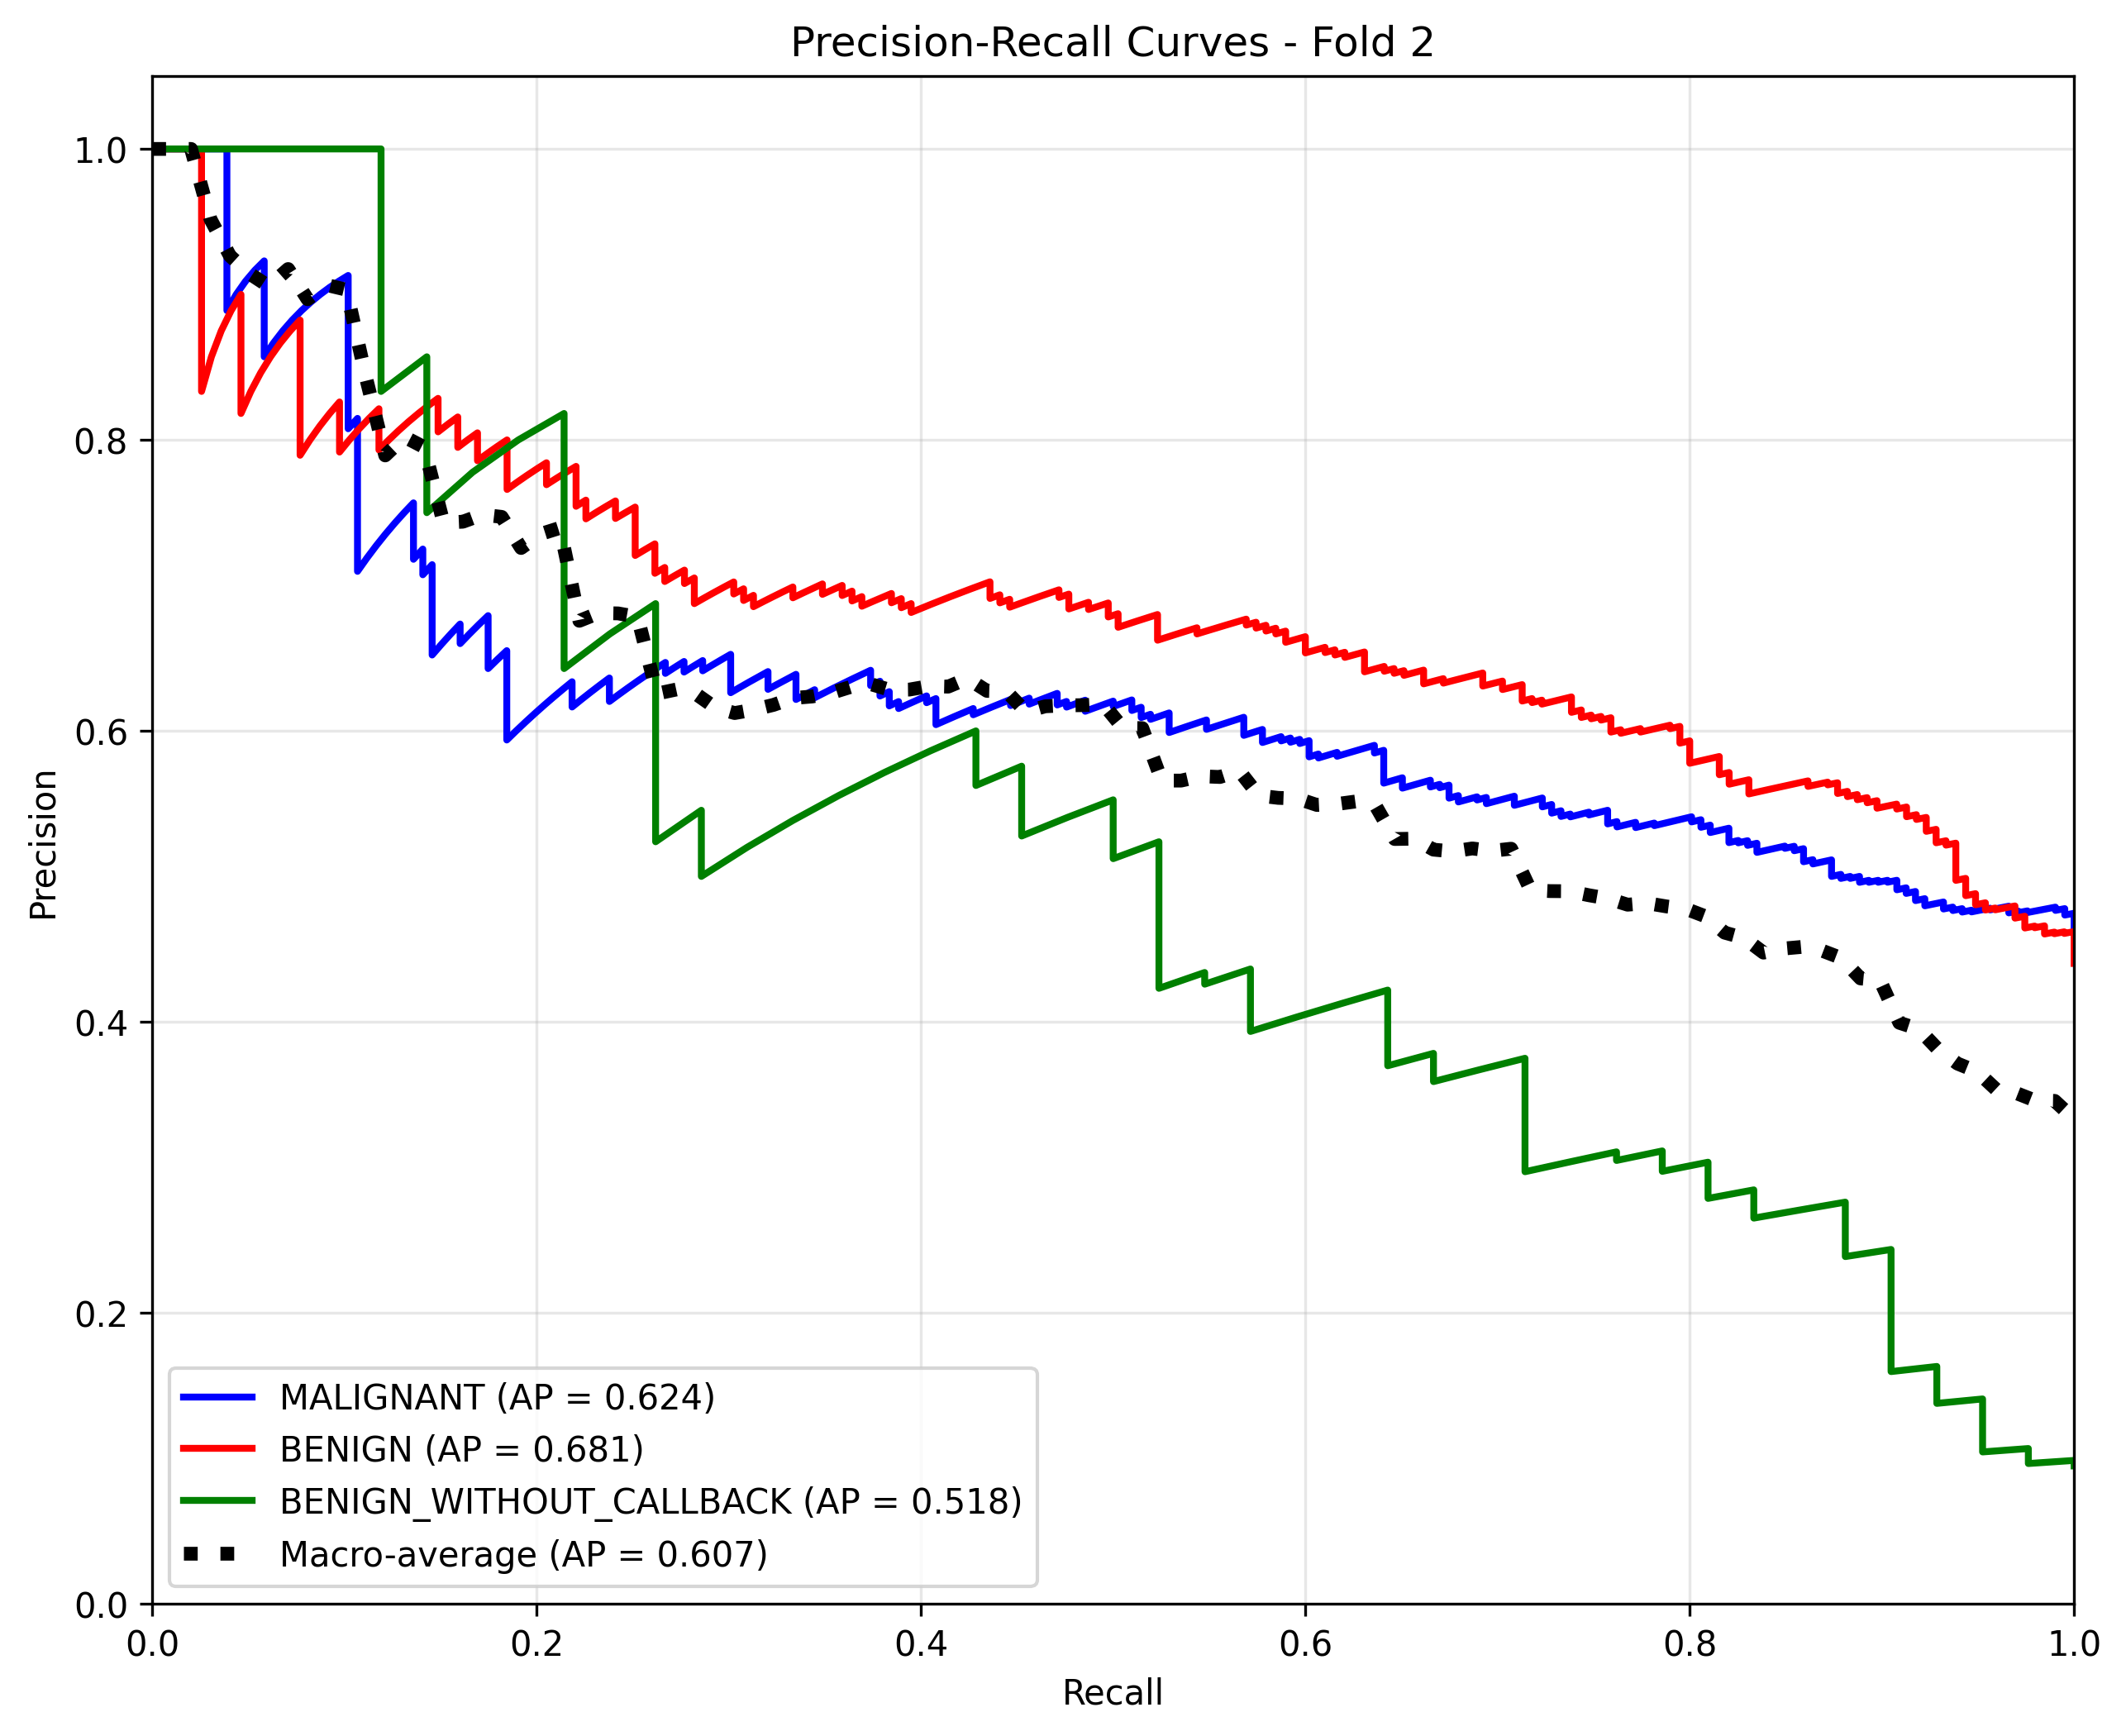 Precision-Recall Curves - Fold 2
Precision
1.0
0.8
0.6
0.4
0.2
0.0
MALIGNANT (AP = 0.624)
BENIGN (AP = 0.681)
BENIGN_WITHOUT_CALLBACK (AP = 0.518)
Macro-average (AP = 0.607)
0.0 0.2 0.4 0.6 0.8 1.0
Recall